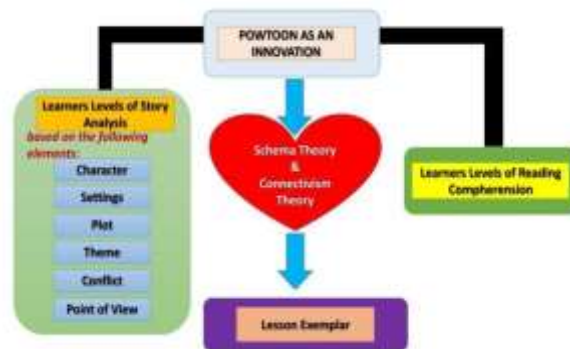 POWTOON AS AN
INNOVATION
Learners Levels of Story
Analysis
based on the following
elements:
Character
Settings
Plot
Theme
Conflict
Point of View
Schema Theory
&
Connectivism
Theory
Learners Levels of Reading
Compherension
Lesson Exemplar